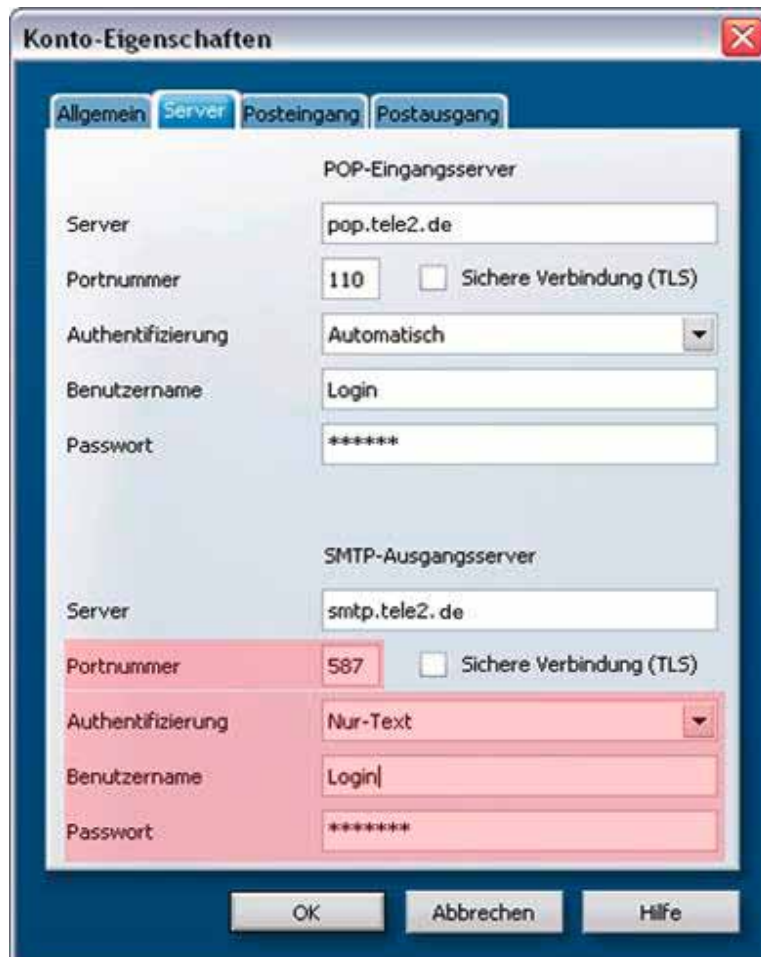 Konto-Eigenschaften
Allgemein Server Posteingang Postausgang
POP-Eingangsserver
Server pop.tele2.de
Portnummer 110 Sichere Verbindung (TLS)
Authentifizierung Automatisch
Benutzername Login
Passwort ******
SMTP-Ausgangsserver
Server smtp.tele2.de
Portnummer 587 Sichere Verbindung (TLS)
Authentifizierung Nur-Text
Benutzername Login
Passwort *******
OK Abbrechen Hilfe